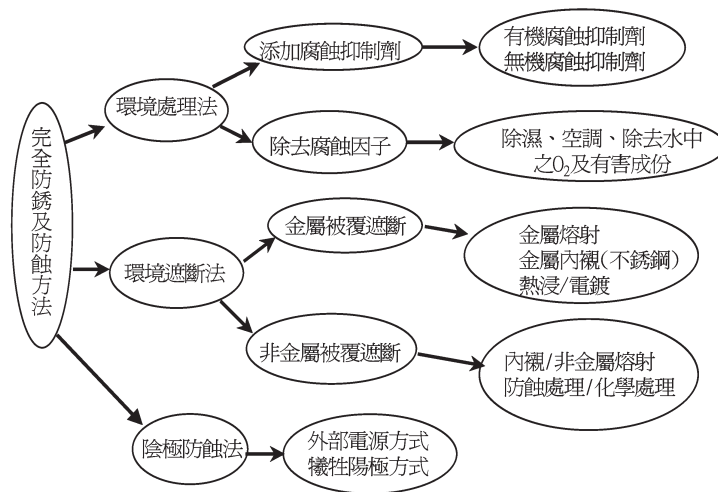 完全防銹及防蝕方法
環境處理法
添加腐蝕抑制劑
有機腐蝕抑制劑
無機腐蝕抑制劑
除去腐蝕因子
除濕、空調、除去水中
之O₂及有害成份
環境遮斷法
金屬被覆遮斷
金屬熔射
金屬內襯(不銹鋼)
熱浸/電鍍
非金屬被覆遮斷
內襯/非金屬熔射
防蝕處理/化學處理
陰極防蝕法
外部電源方式
犧牲陽極方式